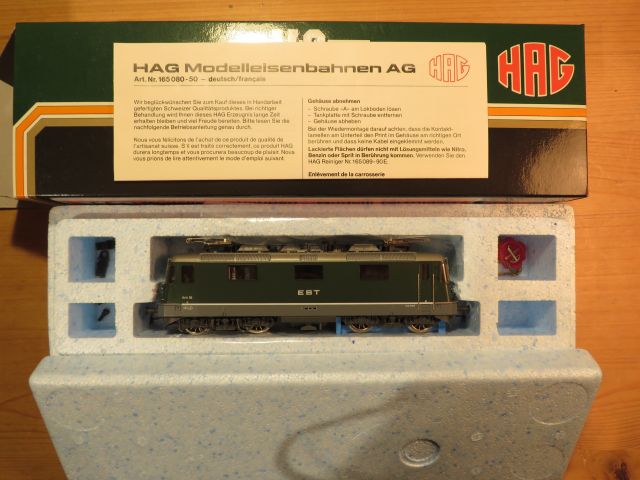 HAG Modelleisenbahnen AG
HAG
Art. Nr. 165 080-50 – deutsch/français
Wir beglückwünschen Sie zum Kauf dieses in Handarbeit
gefertigten Schweizer Qualitätsproduktes. Bei richtiger
Behandlung wird Ihnen dieses Erzeugnis lange Zeit
erhalten bleiben und viel Freude bereiten. Bitte lesen Sie die
nachfolgende Betriebsanleitung genau durch.
Nous vous félicitons de l'achat de ce produit de qualité de
l'artisanat suisse. S'il est traité correctement, ce produit
durera longtemps et vous procurera beaucoup de plaisir. Nous
vous prions de lire attentivement le mode d'emploi suivant.
Gehäuse abnehmen
– Schraube «A» am Lokboden lösen
– Tankplatte mit Schraube entfernen
– Gehäuse abheben
Bei der Wiedermontage darauf achten, dass die Kontakt-
lamellen am Unterteil den Print im Gehäuse am richtigen Ort
berühren und dass keine Kabel eingeklemmt werden.
Lackierte Flächen dürfen nicht mit Lösungsmitteln wie Nitro,
Benzin oder Sprit in Berührung kommen. Verwenden Sie den
HAG Reiniger Nr. 165 089-90E.
Enlèvement de la carrosserie
HAG
EBT